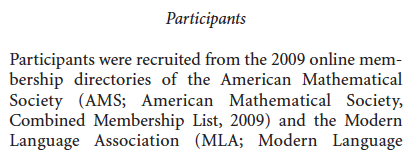 Participants
Participants were recruited from the 2009 online mem-
bership directories of the American Mathematical
Society (AMS; American Mathematical Society,
Combined Membership List, 2009) and the Modern
Language Association (MLA; Modern Language